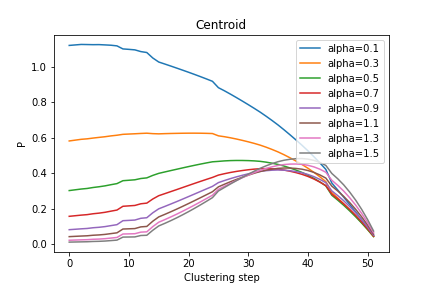 Centroid
P
1.0
0.8
0.6
0.4
0.2
0.0
alpha=0.1
alpha=0.3
alpha=0.5
alpha=0.7
alpha=0.9
alpha=1.1
alpha=1.3
alpha=1.5
0 10 20 30 40 50
Clustering step